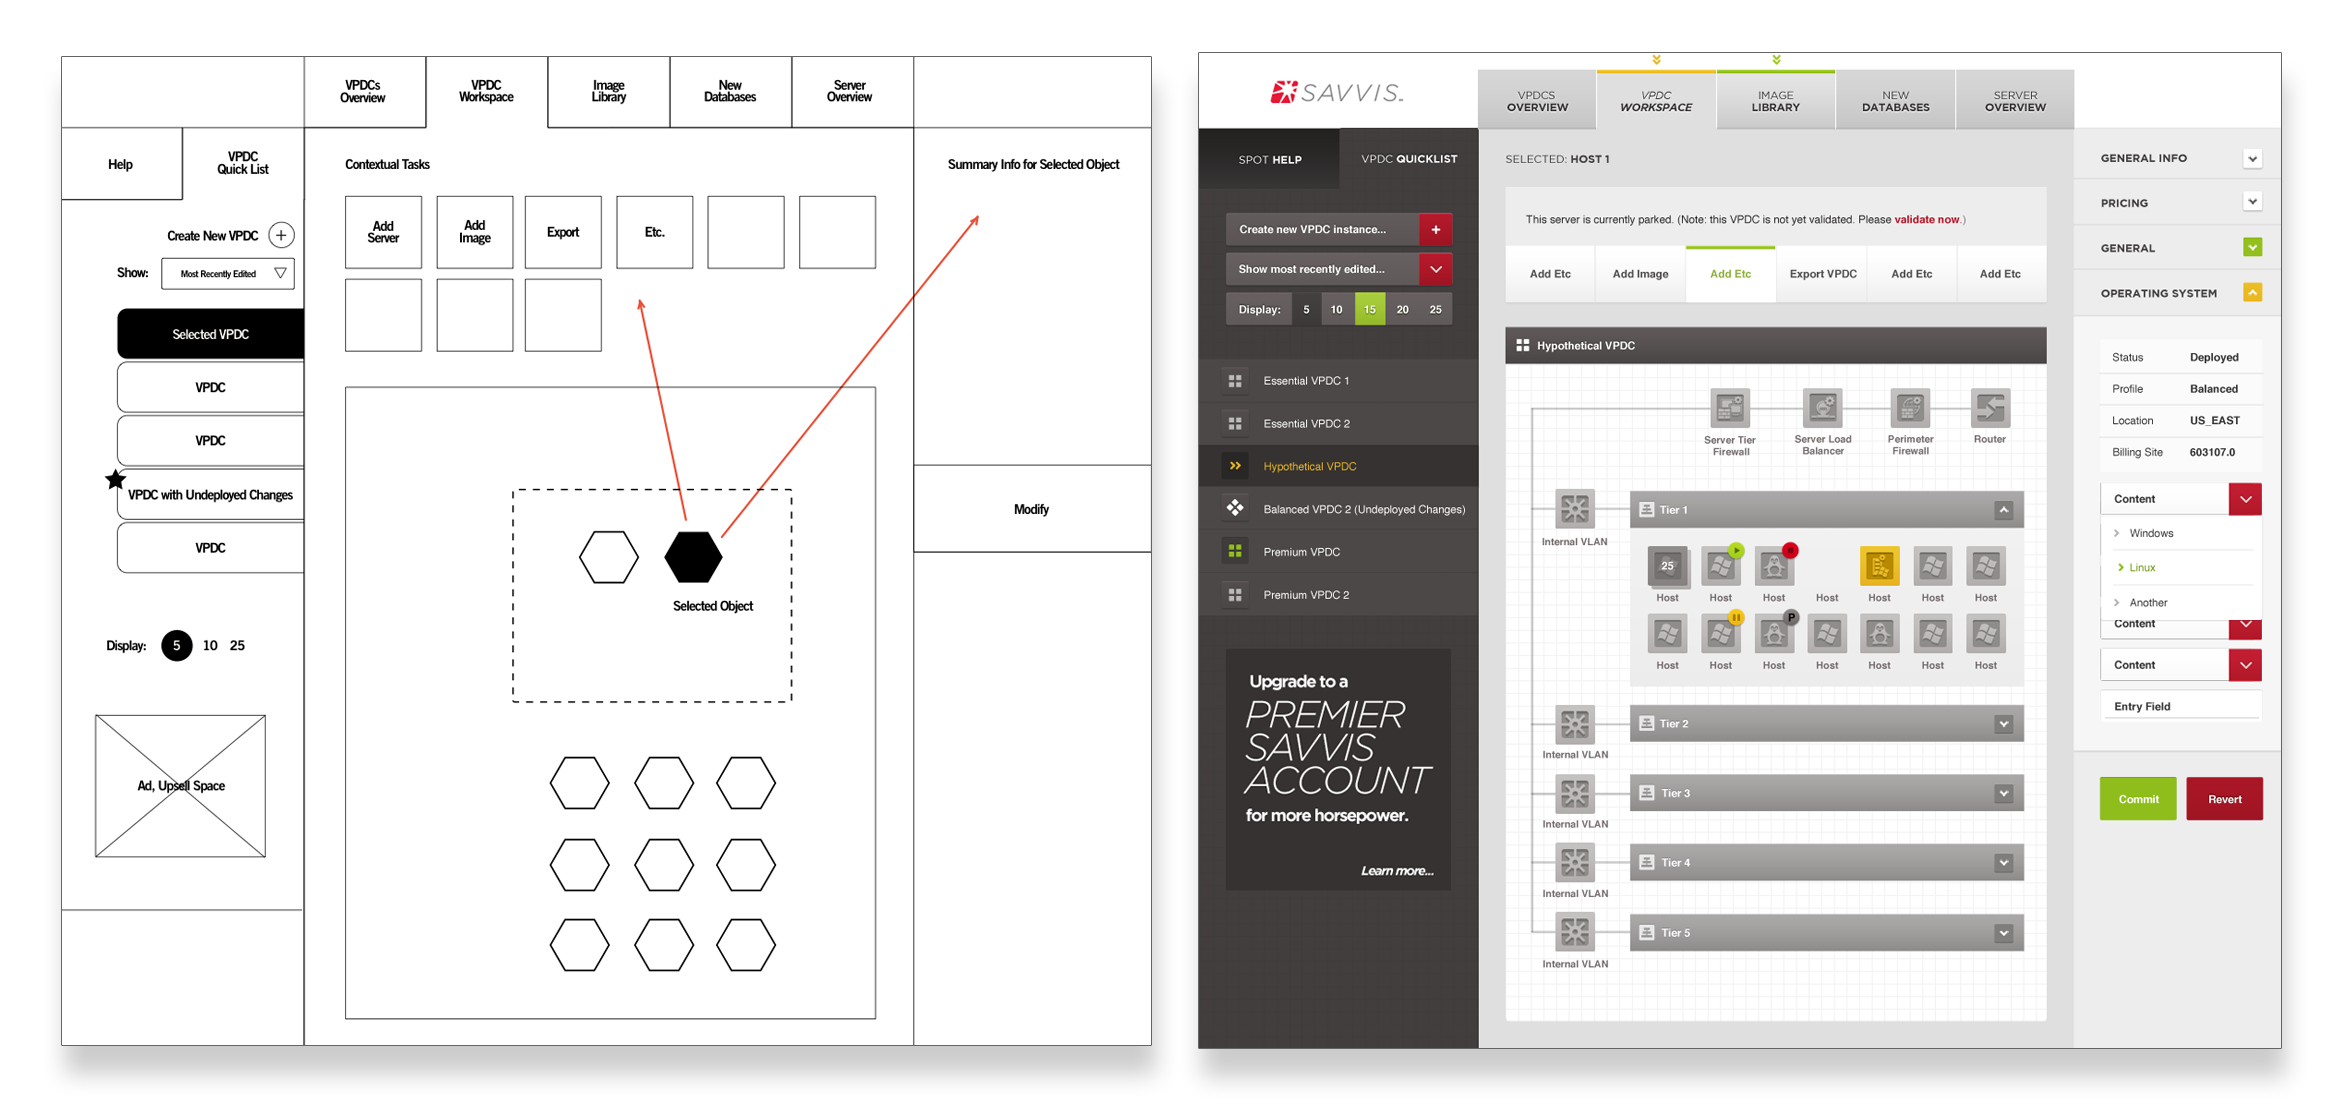 VPDCs
Overview
VPDC
Workspace
Image
Library
New
Databases
Server
Overview
Help
VPDC
Quick List
Create New VPDC
Show:
Most Recently Edited
Selected VPDC
VPDC
VPDC
VPDC with Undeployed Changes
VPDC
Display:
5
10
25
Ad, Upsell Space
Contextual Tasks
Add
Server
Add
Image
Export
Etc.
Selected Object
Summary Info for Selected Object
Modify
SAVVIS
VPDCS
OVERVIEW
VPDC
WORKSPACE
IMAGE
LIBRARY
NEW
DATABASES
SERVER
OVERVIEW
SPOT HELP
VPDC QUICKLIST
Create new VPDC instance...
Show most recently edited...
Display: 5 10 15 20 25
Essential VPDC 1
Essential VPDC 2
Hypothetical VPDC
Balanced VPDC 2 (Undeployed Changes)
Premium VPDC
Premium VPDC 2
Upgrade to a
PREMIER
SAVVIS
ACCOUNT
for more horsepower.
Learn more...
SELECTED: HOST 1
This server is currently parked. (Note: this VPDC is not yet validated. Please validate now.)
Add Etc
Add Image
Add Etc
Export VPDC
Add Etc
Add Etc
Hypothetical VPDC
Server Tier
Firewall
Server Load
Balancer
Perimeter
Firewall
Router
Internal VLAN
Tier 1
25
Host Host Host Host Host Host Host
P
Host Host Host Host Host Host Host
Internal VLAN
Tier 2
Internal VLAN
Tier 3
Internal VLAN
Tier 4
Internal VLAN
Tier 5
Internal VLAN
GENERAL INFO
PRICING
GENERAL
OPERATING SYSTEM
Status Deployed
Profile Balanced
Location US_EAST
Billing Site 603107.0
Content
Windows
Linux
Another
Content
Content
Entry Field
Commit
Revert